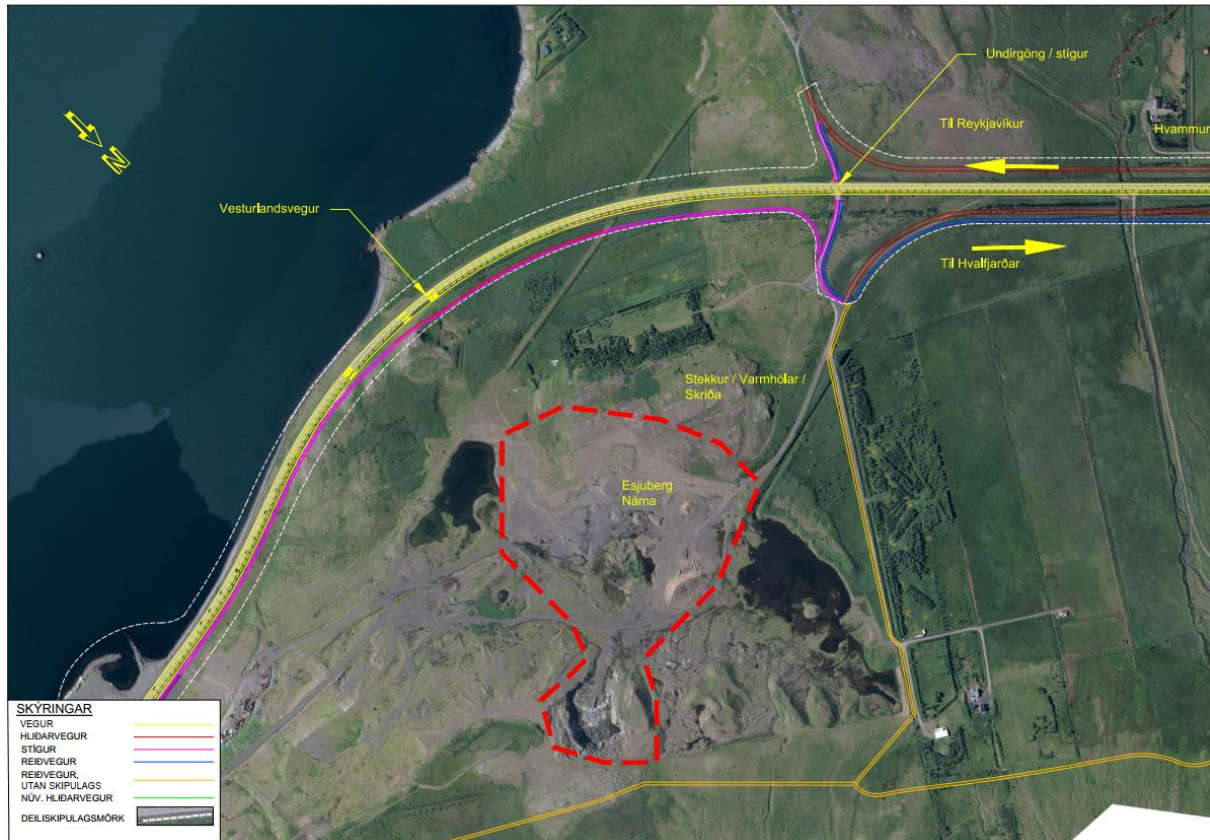 Undirgöng / stígur
Til Reykjavíkur
Hvammur
N
Vesturlandsvegur
Til Hvalfjarðar
Stekkur / Varmhólar /
Skriða
Esjuberg
Náma
SKÝRINGAR
VEGUR
HLIÐARVEGUR
STÍGUR
REIÐVEGUR
REIÐVEGUR,
UTAN SKIPULAGS
NÚV. HLIÐARVEGUR
DEILISKIPULAGSMÖRK